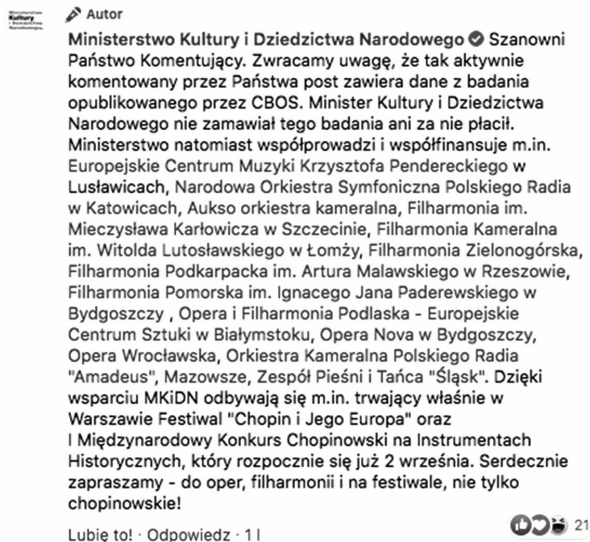 Autor
Ministerstwo Kultury i Dziedzictwa Narodowego Szanowni
Państwo Komentujący. Zwracamy uwagę, że tak aktywnie
komentowany przez Państwa post zawiera dane z badania
opublikowanego przez CBOS. Minister Kultury i Dziedzictwa
Narodowego nie zamawiał tego badania ani za nie płacił.
Ministerstwo natomiast współprowadzi i współfinansuje m.in.
Europejskie Centrum Muzyki Krzysztofa Pendereckiego w
Lusławicach, Narodowa Orkiestra Symfoniczna Polskiego Radia
w Katowicach, Aukso orkiestra kameralna, Filharmonia im.
Mieczysława Karłowicza w Szczecinie, Filharmonia Kameralna
im. Witolda Lutosławskiego w Łomży, Filharmonia Zielonogórska,
Filharmonia Podkarpacka im. Artura Malawskiego w Rzeszowie,
Filharmonia Pomorska im. Ignacego Jana Paderewskiego w
Bydgoszczy , Opera i Filharmonia Podlaska - Europejskie
Centrum Sztuki w Białymstoku, Opera Nova w Bydgoszczy,
Opera Wrocławska, Orkiestra Kameralna Polskiego Radia
"Amadeus", Mazowsze, Zespół Pieśni i Tańca "Śląsk". Dzięki
wsparciu MKiDN odbywają się m.in. trwający właśnie w
Warszawie Festiwal "Chopin i Jego Europa" oraz
I Międzynarodowy Konkurs Chopinowski na Instrumentach
Historycznych, który rozpocznie się już 2 września. Serdecznie
zapraszamy - do oper, filharmonii i na festiwale, nie tylko
chopinowskie!
Lubię to! · Odpowiedz · 1
21